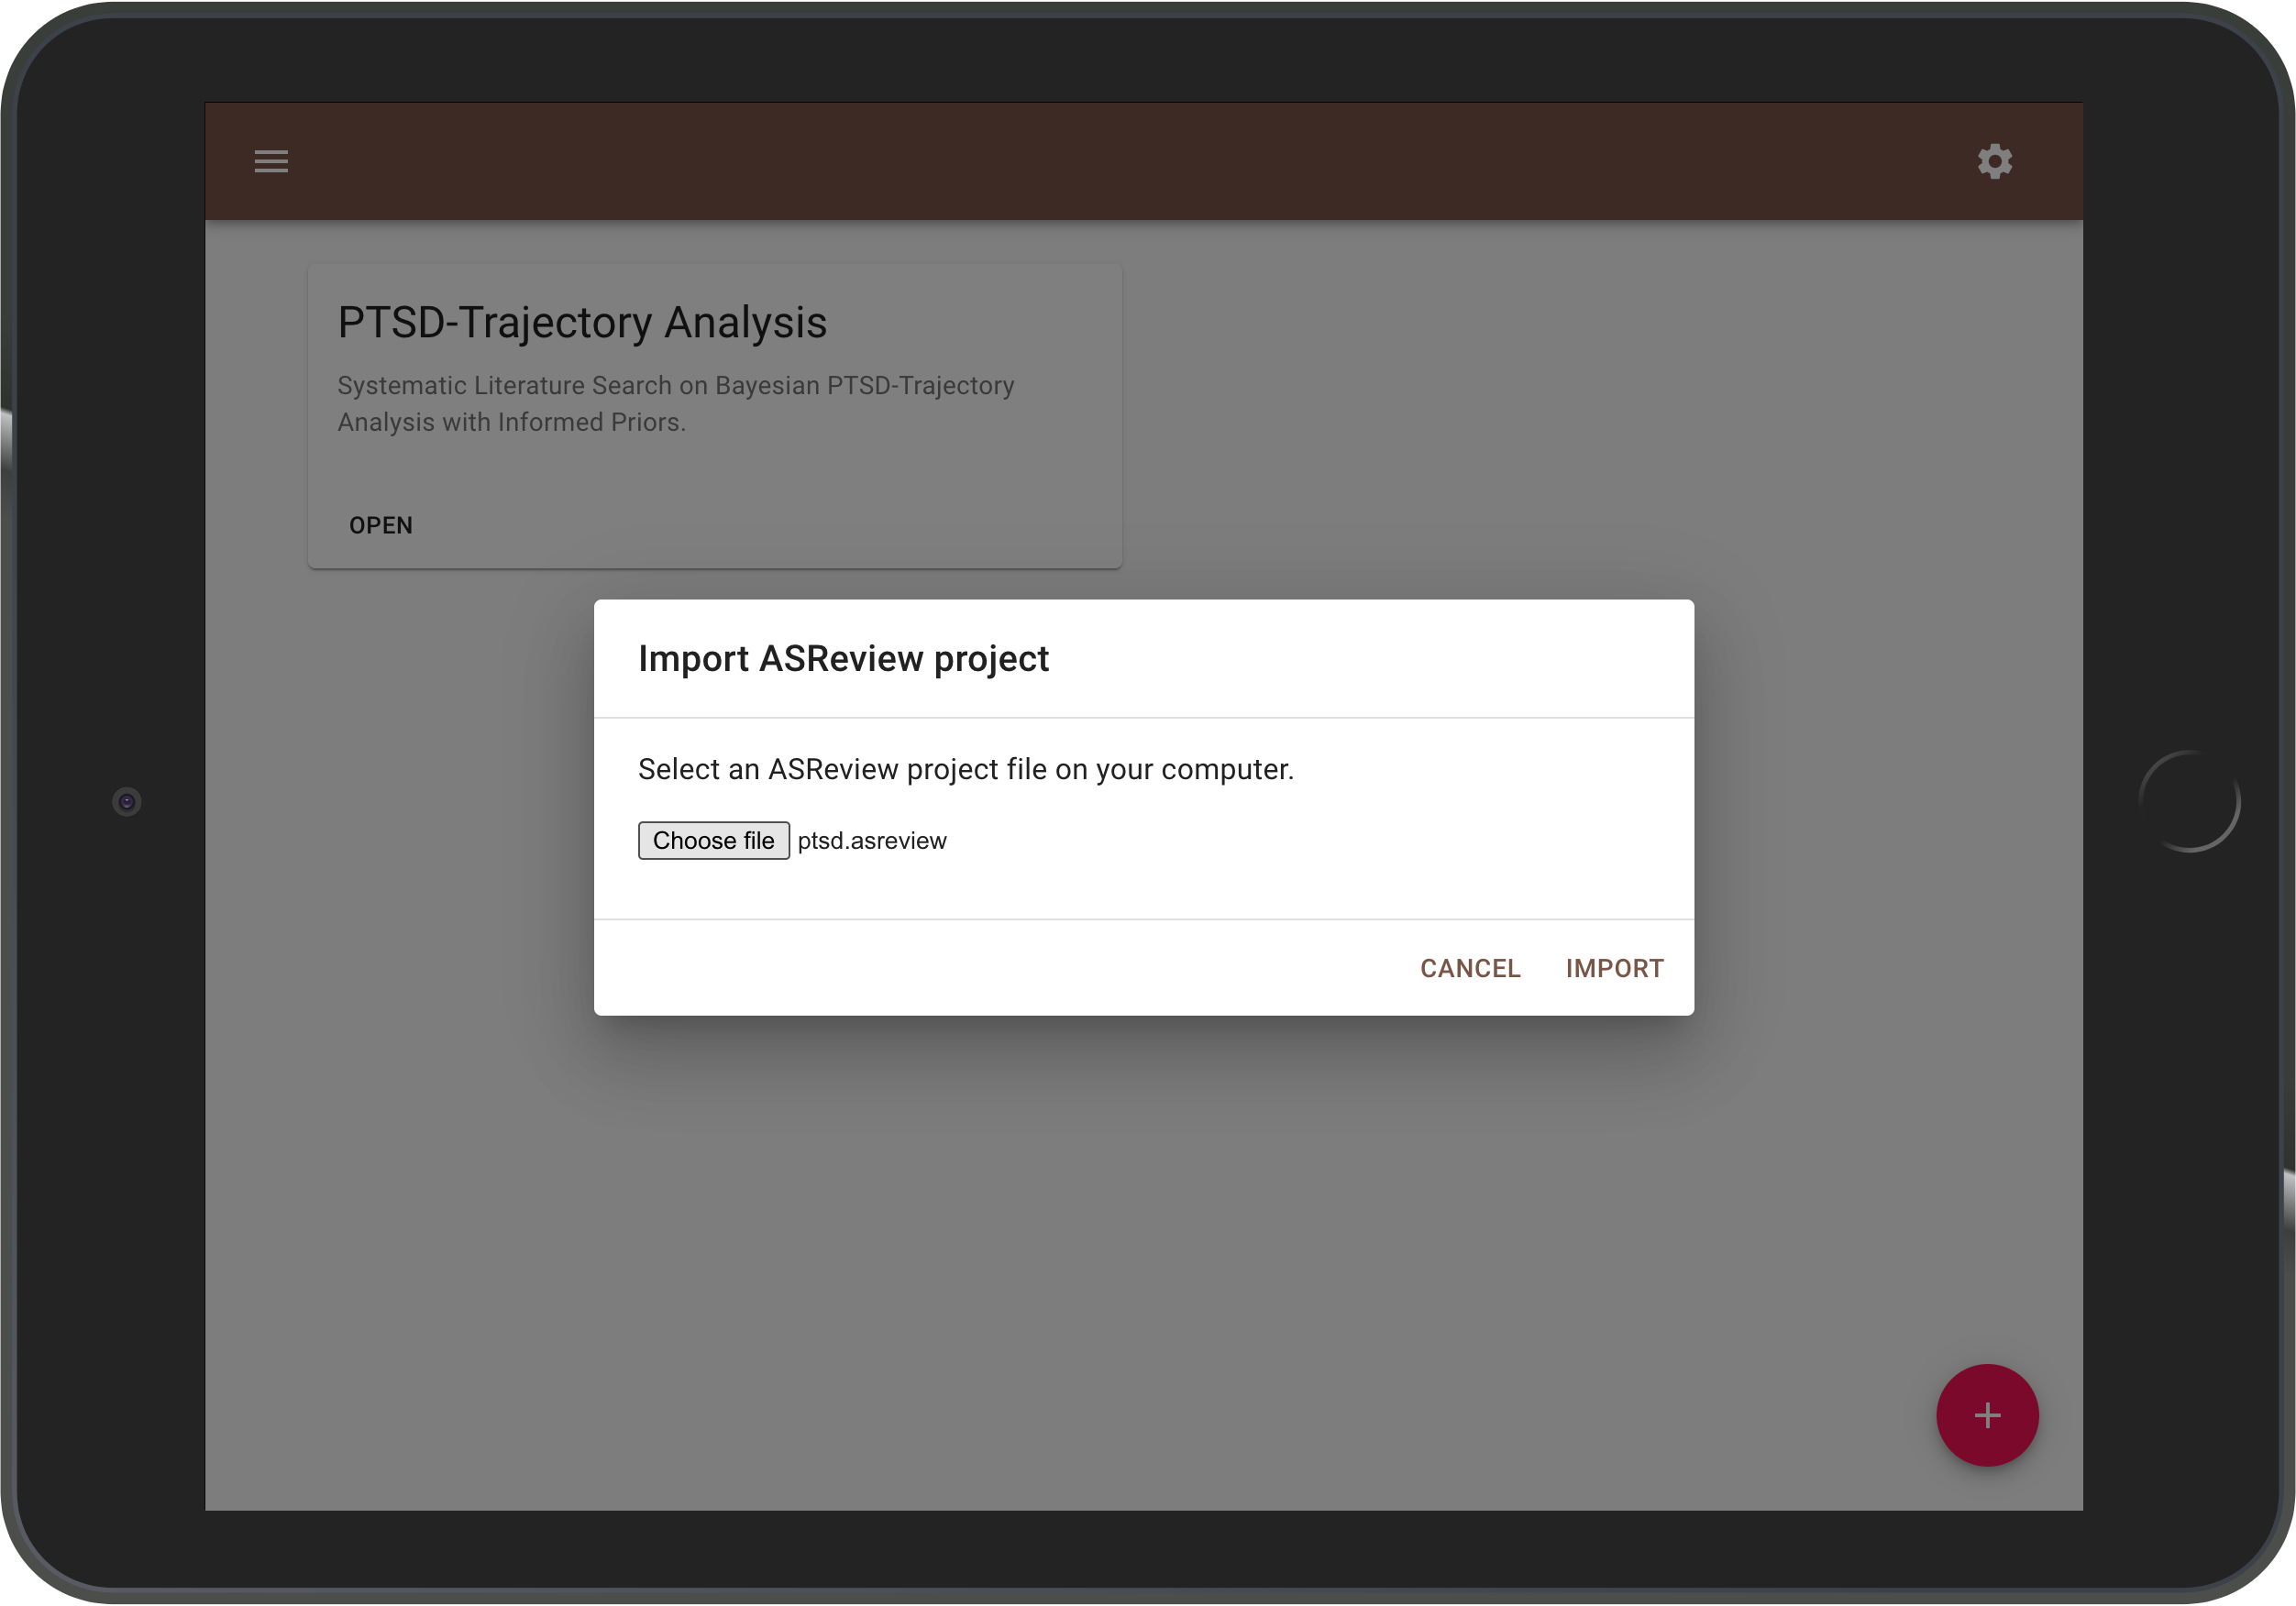 PTSD-Trajectory Analysis
Systematic Literature Search on Bayesian PTSD-Trajectory
Analysis with Informed Priors.
OPEN
Import ASReview project
Select an ASReview project file on your computer.
Choose file ptsd.asreview
CANCEL IMPORT